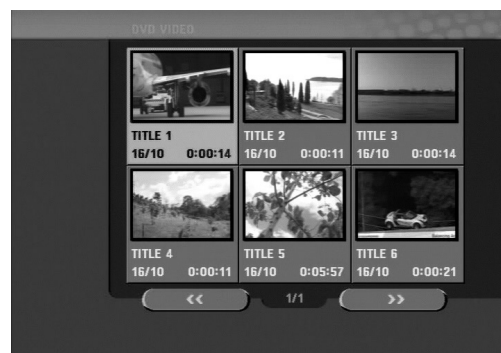 DVD VIDEO
TITLE 1
16/10 0:00:14
TITLE 2
16/10 0:00:11
TITLE 3
16/10 0:00:14
TITLE 4
16/10 0:00:11
TITLE 5
16/10 0:05:57
TITLE 6
16/10 0:00:21
<< 1/1 >>